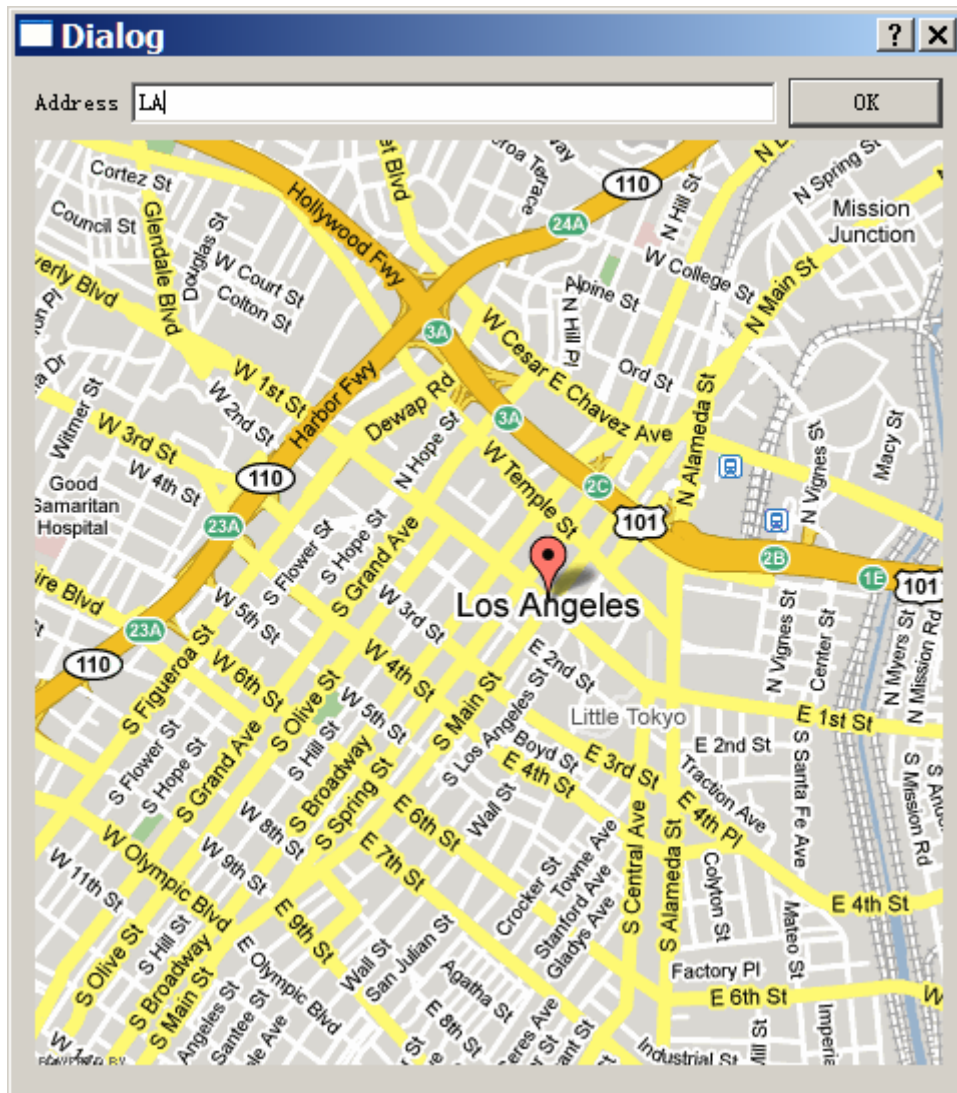 Dialog
Address LA OK
Cortez St
Council St
Glendale Blvd
Douglas St
W Court St
Colton St
Hollywood Fwy
110
24A
N Hill St
N Spring St
Mission
Junction
W College St
N Main St
Alpine St
N Hill Pl
Ord St
W Cesar E Chavez Ave
3A
W 1st St
W 2nd St
Harbor Fwy
Dewap Rd
N Hope St
3A
W Temple St
2C
101
N Alameda St
N Vignes St
Macy St
Witmer St
W 3rd St
W 4th St
Good
Samaritan
Hospital
110
23A
S Flower St
S Hope St
S Grand Ave
2B
1E
101
Los Angeles
W 5th St
W 3rd St
23A
110
W 6th St
W 4th St
E 2nd St
N Vignes St
Center St
N Myers St
N Mission Rd
S Figueroa St
S Olive St
W 5th St
S Main St
S Los Angeles St
Little Tokyo
E 1st St
E 2nd St
S Flower St
S Hope St
S Grand Ave
S Hill St
S Broadway
S Spring St
Boyd St
E 4th St
E 3rd St
E 4th Pl
Traction Ave
S Santa Fe Ave
S Mission Rd
W 8th St
E 6th St
Wall St
W Olympic Blvd
W 9th St
E 7th St
W 11th St
Crocker St
Towne Ave
Stanford Ave
Gladys Ave
S Central Ave
S Alameda St
Colyton St
Mateo St
E 4th St
S Hill St
S Olive St
S Broadway
S Main St
E 9th St
E Olympic Blvd
Wall St
San Julian St
Agatha St
E 8th St
Factory Pl
E 6th St
Santee St
Industrial St
POWERED BY